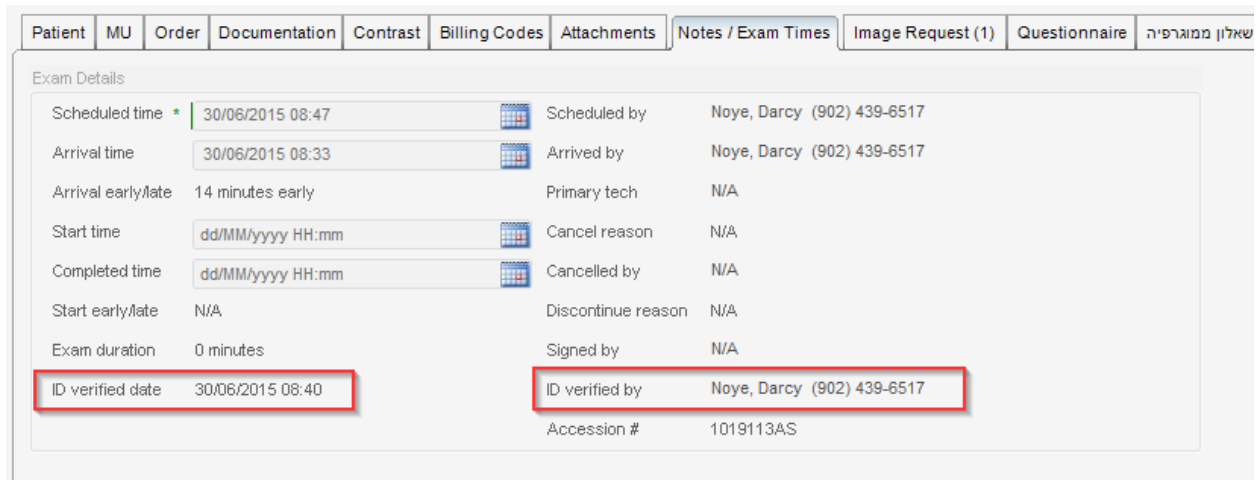 Patient MU Order Documentation Contrast Billing Codes Attachments Notes / Exam Times Image Request (1) Questionnaire שאלון ממוגרפיה
Exam Details
Scheduled time * 30/06/2015 08:47 Scheduled by Noye, Darcy (902) 439-6517
Arrival time 30/06/2015 08:33 Arrived by Noye, Darcy (902) 439-6517
Arrival early/late 14 minutes early Primary tech N/A
Start time dd/MM/yyyy HH:mm Cancel reason N/A
Completed time dd/MM/yyyy HH:mm Cancelled by N/A
Start early/late N/A Discontinue reason N/A
Exam duration 0 minutes Signed by N/A
ID verified date 30/06/2015 08:40 ID verified by Noye, Darcy (902) 439-6517
Accession # 1019113AS